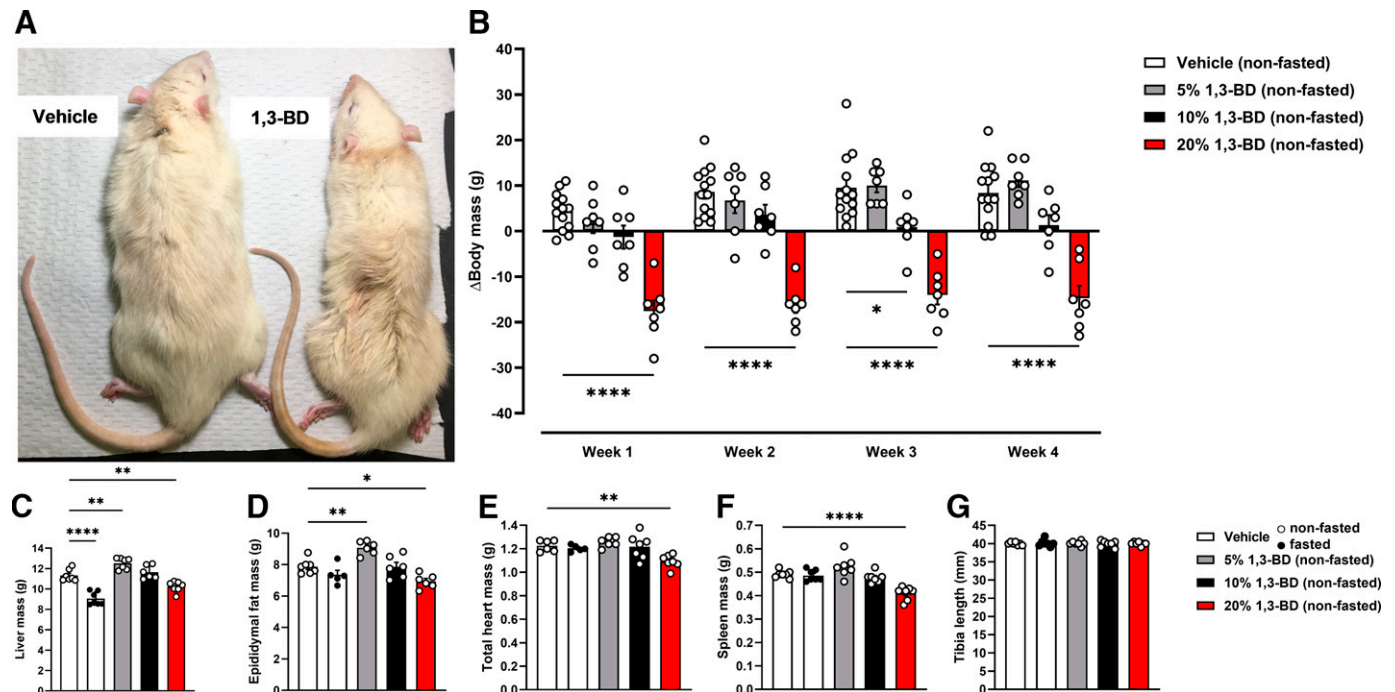 A
Vehicle
1,3-BD
B
ΔBody mass (g)
40
30
20
10
0
-10
-20
-30
-40
*
****
****
****
****
Week 1
Week 2
Week 3
Week 4
Vehicle (non-fasted)
5% 1,3-BD (non-fasted)
10% 1,3-BD (non-fasted)
20% 1,3-BD (non-fasted)
C
**
**
****
Liver mass (g)
14
12
10
8
6
4
2
0
D
*
**
Epididymal fat mass (g)
10
8
6
4
2
0
E
**
Total heart mass (g)
1.4
1.2
1.0
0.8
0.6
0.4
0.2
0.0
F
****
Spleen mass (g)
0.7
0.6
0.5
0.4
0.3
0.2
0.1
0.0
G
Tibia length (mm)
45
40
35
30
25
20
15
10
5
0
Vehicle
non-fasted
fasted
5% 1,3-BD (non-fasted)
10% 1,3-BD (non-fasted)
20% 1,3-BD (non-fasted)